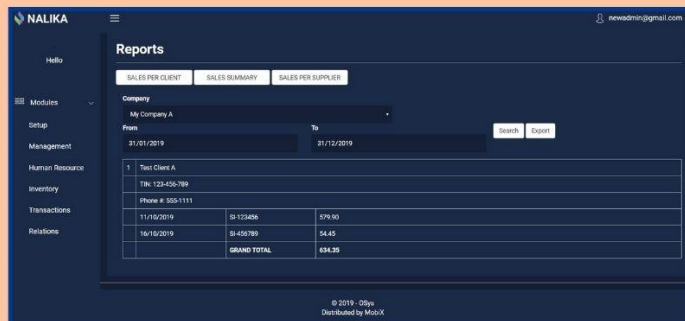 NALIKA
newadmin@gmail.com
Hello
Modules
Setup
Management
Human Resource
Inventory
Transactions
Relations
Reports
SALES PER CLIENT SALES SUMMARY SALES PER SUPPLIER
Company
My Company A
From To
31/01/2019 31/12/2019 Search Export
1 Test Client A
TIN: 123-456-789
Phone #: 555-1111
11/10/2019 SI-123456 579.90
16/10/2019 SI-456789 54.45
GRAND TOTAL 634.35
© 2019 - OSys
Distributed by MobiX